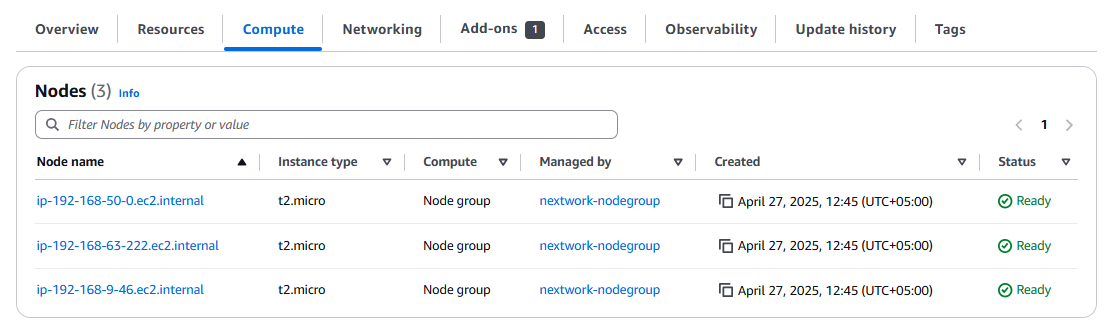 Overview Resources Compute Networking Add-ons 1 Access Observability Update history Tags
Nodes (3) Info
Filter Nodes by property or value 1
Node name Instance type Compute Managed by Created Status
ip-192-168-50-0.ec2.internal t2.micro Node group nextwork-nodegroup April 27, 2025, 12:45 (UTC+05:00) Ready
ip-192-168-63-222.ec2.internal t2.micro Node group nextwork-nodegroup April 27, 2025, 12:45 (UTC+05:00) Ready
ip-192-168-9-46.ec2.internal t2.micro Node group nextwork-nodegroup April 27, 2025, 12:45 (UTC+05:00) Ready